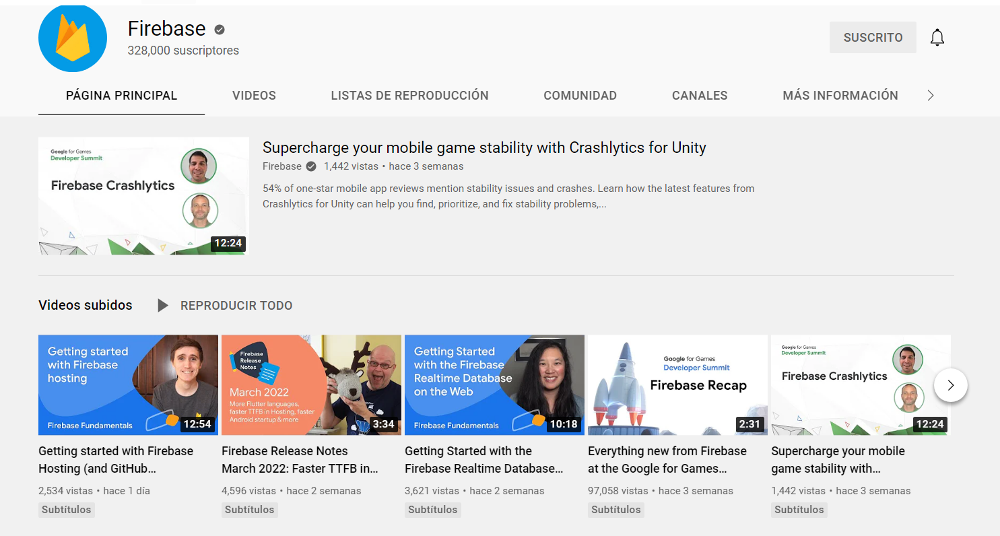 Firebase
328,000 suscriptores
SUSCRITO
PÁGINA PRINCIPAL
VIDEOS
LISTAS DE REPRODUCCIÓN
COMUNIDAD
CANALES
MÁS INFORMACIÓN
Google for Games
Developer Summit
Firebase Crashlytics
12:24
Supercharge your mobile game stability with Crashlytics for Unity
Firebase 1,442 vistas • hace 3 semanas
54% of one-star mobile app reviews mention stability issues and crashes. Learn how the latest features from
Crashlytics for Unity can help you find, prioritize, and fix stability problems,...
Videos subidos
REPRODUCIR TODO
Getting started
with Firebase
hosting
Firebase Fundamentals
12:54
Getting started with Firebase
Hosting (and GitHub...
2,534 vistas • hace 1 día
Subtítulos
Firebase
Release
Notes
March 2022
More Flutter languages,
faster TTFB in Hosting, faster
Android startup & more
3:34
Firebase Release Notes
March 2022: Faster TTFB in...
4,596 vistas • hace 2 semanas
Subtítulos
Getting Started
with the Firebase
Realtime Database
on the Web
Firebase Fundamentals
10:18
Getting Started with the
Firebase Realtime Database...
3,621 vistas • hace 2 semanas
Subtítulos
Google for Games
Developer Summit
Firebase Recap
2:31
Everything new from Firebase
at the Google for Games...
97,058 vistas • hace 3 semanas
Subtítulos
Google for Games
Developer Summit
Firebase Crashlytics
12:24
Supercharge your mobile
game stability with...
1,442 vistas • hace 3 semanas
Subtítulos